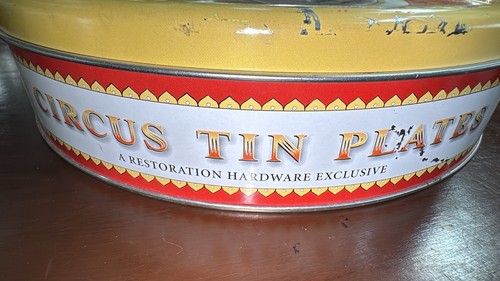 CIRCUS TIN PLATES
A RESTORATION HARDWARE EXCLUSIVE